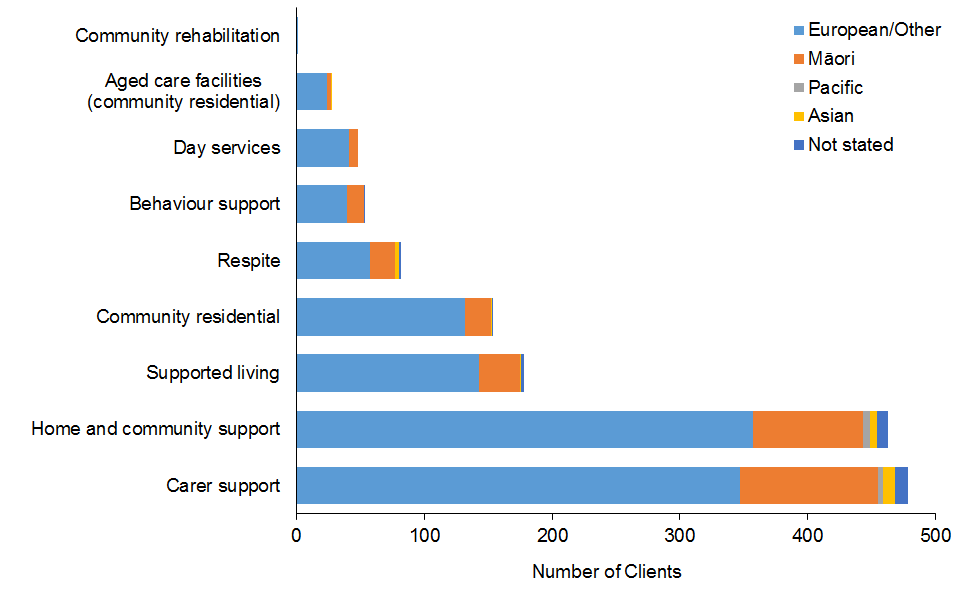 Community rehabilitation
Aged care facilities
(community residential)
Day services
Behaviour support
Respite
Community residential
Supported living
Home and community support
Carer support
European/Other
Māori
Pacific
Asian
Not stated
0 100 200 300 400 500
Number of Clients